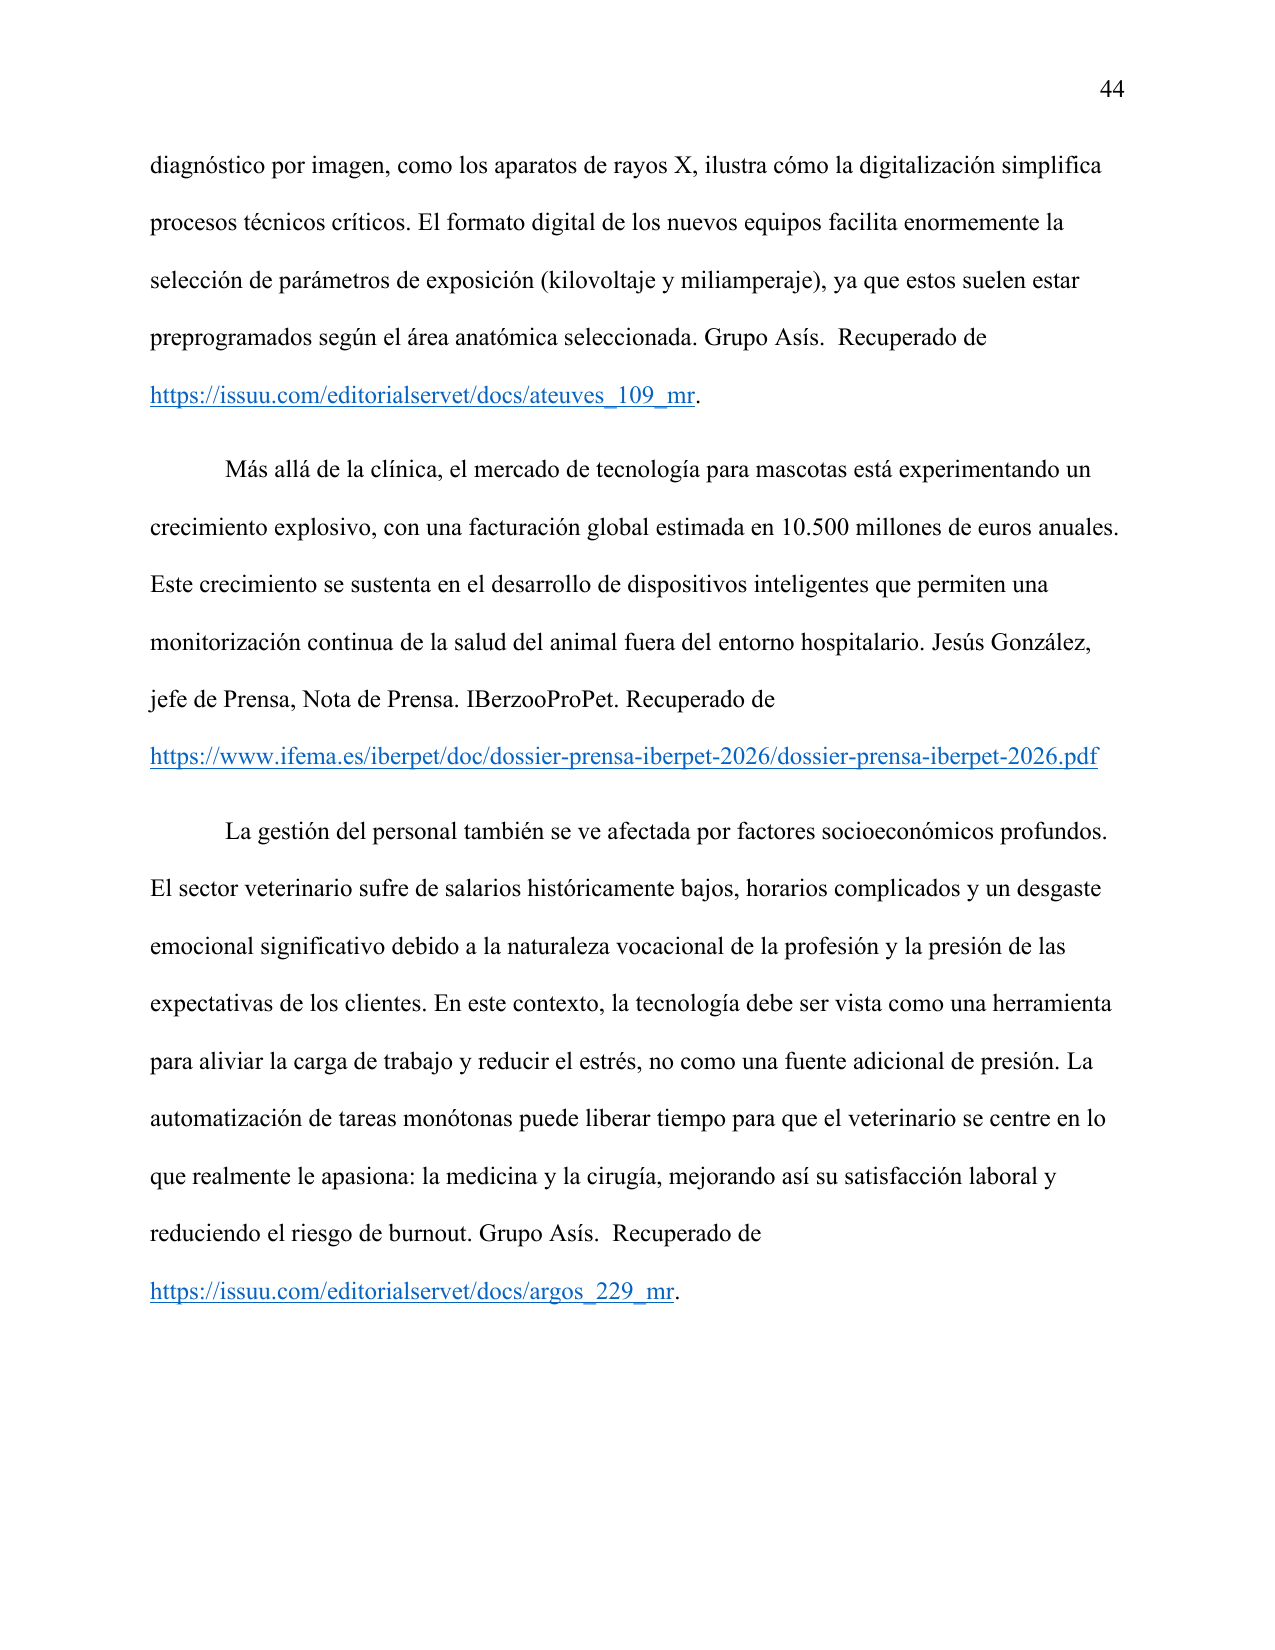 44
diagnóstico por imagen, como los aparatos de rayos X, ilustra cómo la digitalización simplifica
procesos técnicos críticos. El formato digital de los nuevos equipos facilita enormemente la
selección de parámetros de exposición (kilovoltaje y miliamperaje), ya que estos suelen estar
preprogramados según el área anatómica seleccionada. Grupo Asís.  Recuperado de
https://issuu.com/editorialservet/docs/ateuves_109_mr.
Más allá de la clínica, el mercado de tecnología para mascotas está experimentando un
crecimiento explosivo, con una facturación global estimada en 10.500 millones de euros anuales.
Este crecimiento se sustenta en el desarrollo de dispositivos inteligentes que permiten una
monitorización continua de la salud del animal fuera del entorno hospitalario. Jesús González,
jefe de Prensa, Nota de Prensa. IBerzooProPet. Recuperado de
https://www.ifema.es/iberpet/doc/dossier-prensa-iberpet-2026/dossier-prensa-iberpet-2026.pdf
La gestión del personal también se ve afectada por factores socioeconómicos profundos.
El sector veterinario sufre de salarios históricamente bajos, horarios complicados y un desgaste
emocional significativo debido a la naturaleza vocacional de la profesión y la presión de las
expectativas de los clientes. En este contexto, la tecnología debe ser vista como una herramienta
para aliviar la carga de trabajo y reducir el estrés, no como una fuente adicional de presión. La
automatización de tareas monótonas puede liberar tiempo para que el veterinario se centre en lo
que realmente le apasiona: la medicina y la cirugía, mejorando así su satisfacción laboral y
reduciendo el riesgo de burnout. Grupo Asís.  Recuperado de
https://issuu.com/editorialservet/docs/argos_229_mr.